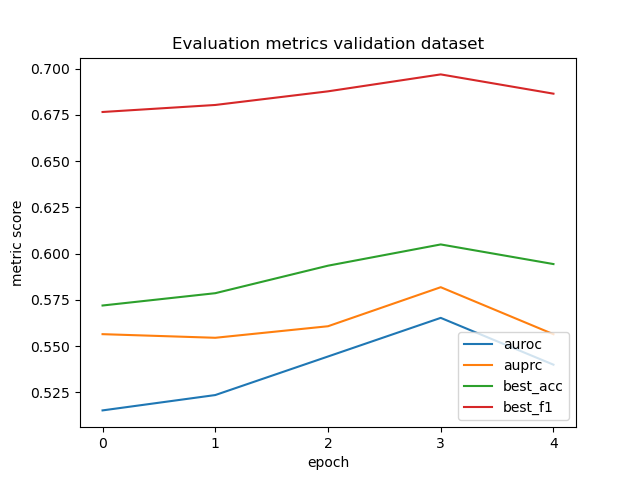 Evaluation metrics validation dataset
metric score
0.700
0.675
0.650
0.625
0.600
0.575
0.550
0.525
auroc
auprc
best_acc
best_f1
0 1 2 3 4
epoch